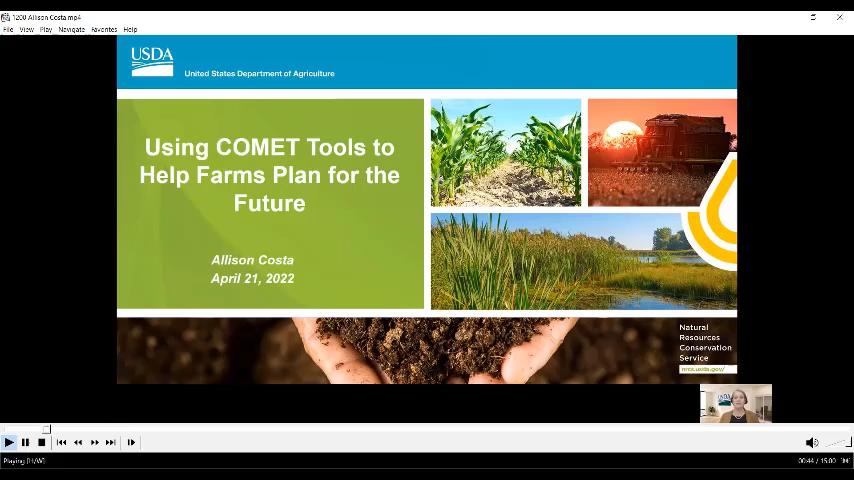 1200 Allison Costa.mp4
File View Play Navigate Favorites Help
USDA
United States Department of Agriculture
Using COMET Tools to
Help Farms Plan for the
Future
Allison Costa
April 21, 2022
Natural
Resources
Conservation
Service
nrcs.usda.gov/
USDA
Playing [H/W]
00:44 / 15:00